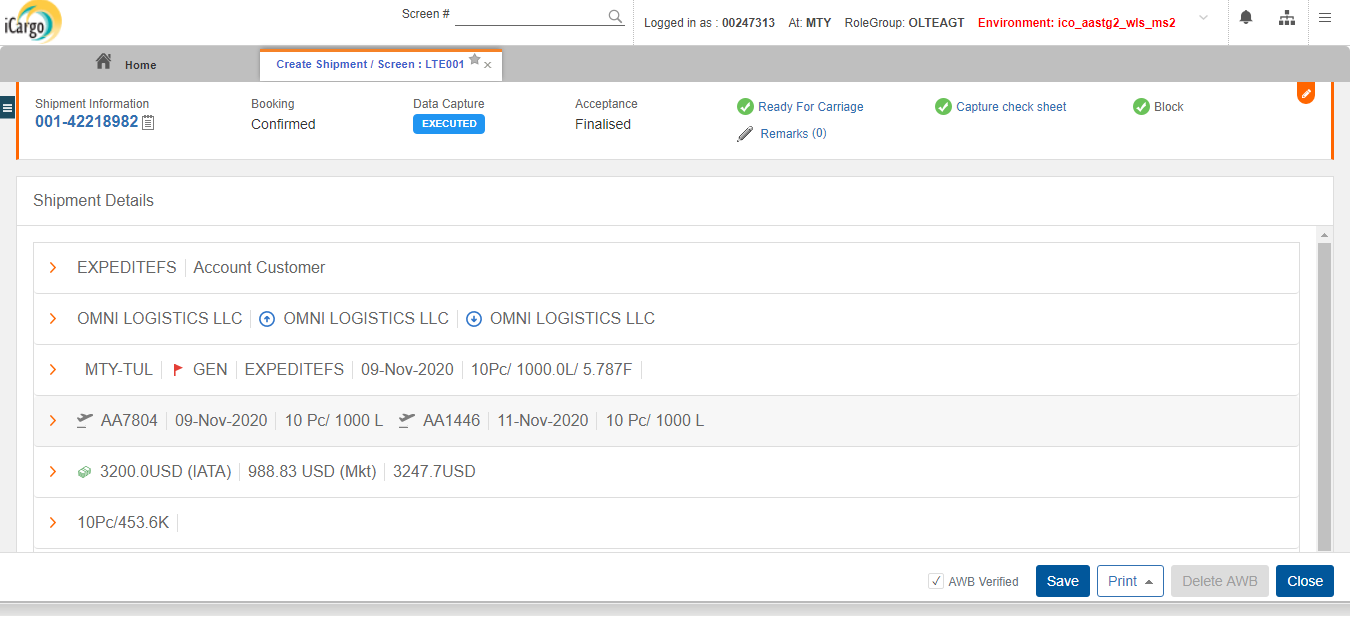 iCargo
Screen #
Logged in as : 00247313 At: MTY RoleGroup: OLTEAGT Environment: ico_aastg2_wls_ms2
Home
Create Shipment / Screen : LTE001
Shipment Information Booking Data Capture Acceptance
001-42218982 Confirmed EXECUTED Finalised
Ready For Carriage Capture check sheet Block
Remarks (0)
Shipment Details
EXPEDITEFS Account Customer
OMNI LOGISTICS LLC OMNI LOGISTICS LLC OMNI LOGISTICS LLC
MTY-TUL GEN EXPEDITEFS 09-Nov-2020 10Pc/ 1000.0L/ 5.787F
AA7804 09-Nov-2020 10 Pc/ 1000 L AA1446 11-Nov-2020 10 Pc/ 1000 L
3200.0USD (IATA) 988.83 USD (Mkt) 3247.7USD
10Pc/453.6K
AWB Verified Save Print Delete AWB Close